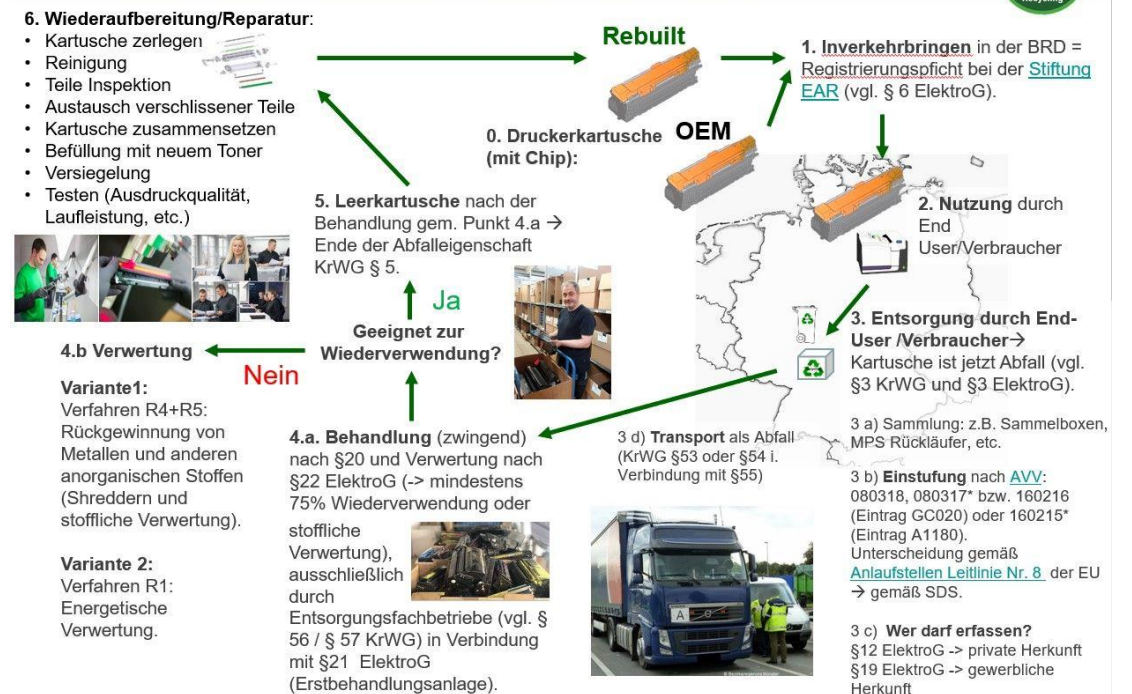 Recycling
6. Wiederaufbereitung/Reparatur:
• Kartusche zerlegen
• Reinigung
• Teile Inspektion
• Austausch verschlissener Teile
• Kartusche zusammensetzen
• Befüllung mit neuem Toner
• Versiegelung
• Testen (Ausdruckqualität,
Laufleistung, etc.)
Rebuilt
0. Druckerkartusche
(mit Chip):
OEM
1. Inverkehrbringen in der BRD =
Registrierungspficht bei der Stiftung
EAR (vgl. § 6 ElektroG).
2. Nutzung durch
End
User/Verbraucher
3. Entsorgung durch End-
User /Verbraucher→
Kartusche ist jetzt Abfall (vgl.
§3 KrWG und §3 ElektroG).
3 a) Sammlung: z.B. Sammelboxen,
MPS Rückläufer, etc.
3 b) Einstufung nach AVV:
080318, 080317* bzw. 160216
(Eintrag GC020) oder 160215*
(Eintrag A1180).
Unterscheidung gemäß
Anlaufstellen Leitlinie Nr. 8 der EU
→ gemäß SDS.
3 c) Wer darf erfassen?
§12 ElektroG -> private Herkunft
§19 ElektroG -> gewerbliche
Herkunft
3 d) Transport als Abfall
(KrWG §53 oder §54 i.
Verbindung mit §55)
A
4.a. Behandlung (zwingend)
nach §20 und Verwertung nach
§22 ElektroG (-> mindestens
75% Wiederverwendung oder
stoffliche
Verwertung),
ausschließlich
durch
Entsorgungsfachbetriebe (vgl. §
56 / § 57 KrWG) in Verbindung
mit §21 ElektroG
(Erstbehandlungsanlage).
Geeignet zur
Wiederverwendung?
Ja
Nein
5. Leerkartusche nach der
Behandlung gem. Punkt 4.a →
Ende der Abfalleigenschaft
KrWG § 5.
4.b Verwertung
Variante1:
Verfahren R4+R5:
Rückgewinnung von
Metallen und anderen
anorganischen Stoffen
(Shreddern und
stoffliche Verwertung).
Variante 2:
Verfahren R1:
Energetische
Verwertung.